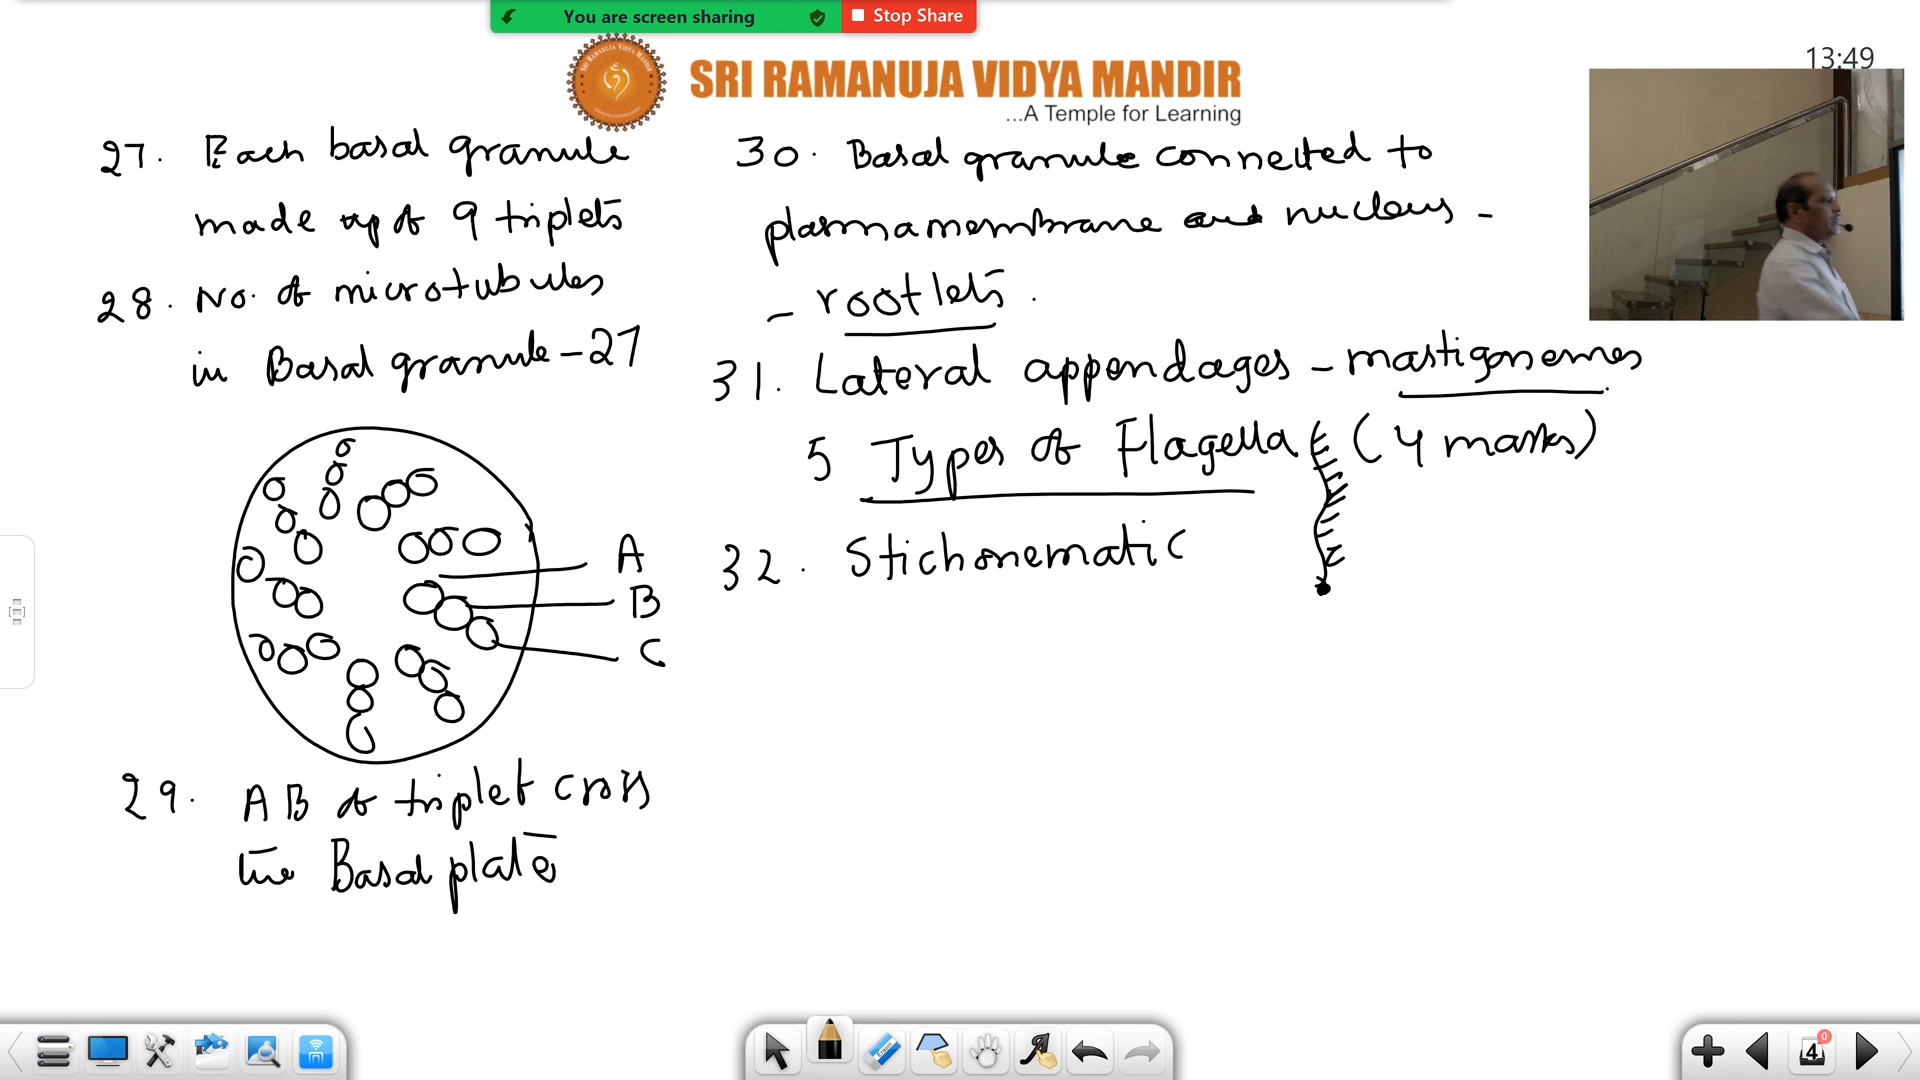 You are screen sharing
Stop Share
SRI RAMANUJA VIDYA MANDIR
...A Temple for Learning
13:49
27. Each basal granule
made up of 9 triplets
28. No. of microtubules
in Basal granule - 27
A
B
C
29. AB of triplet cross
the Basal plate
30. Basal granule connected to
plasma membrane and nucleus -
- rootlets.
31. Lateral appendages - mastigonemes
5 Types of Flagella (4 marks)
32. Stichonematic
4
0